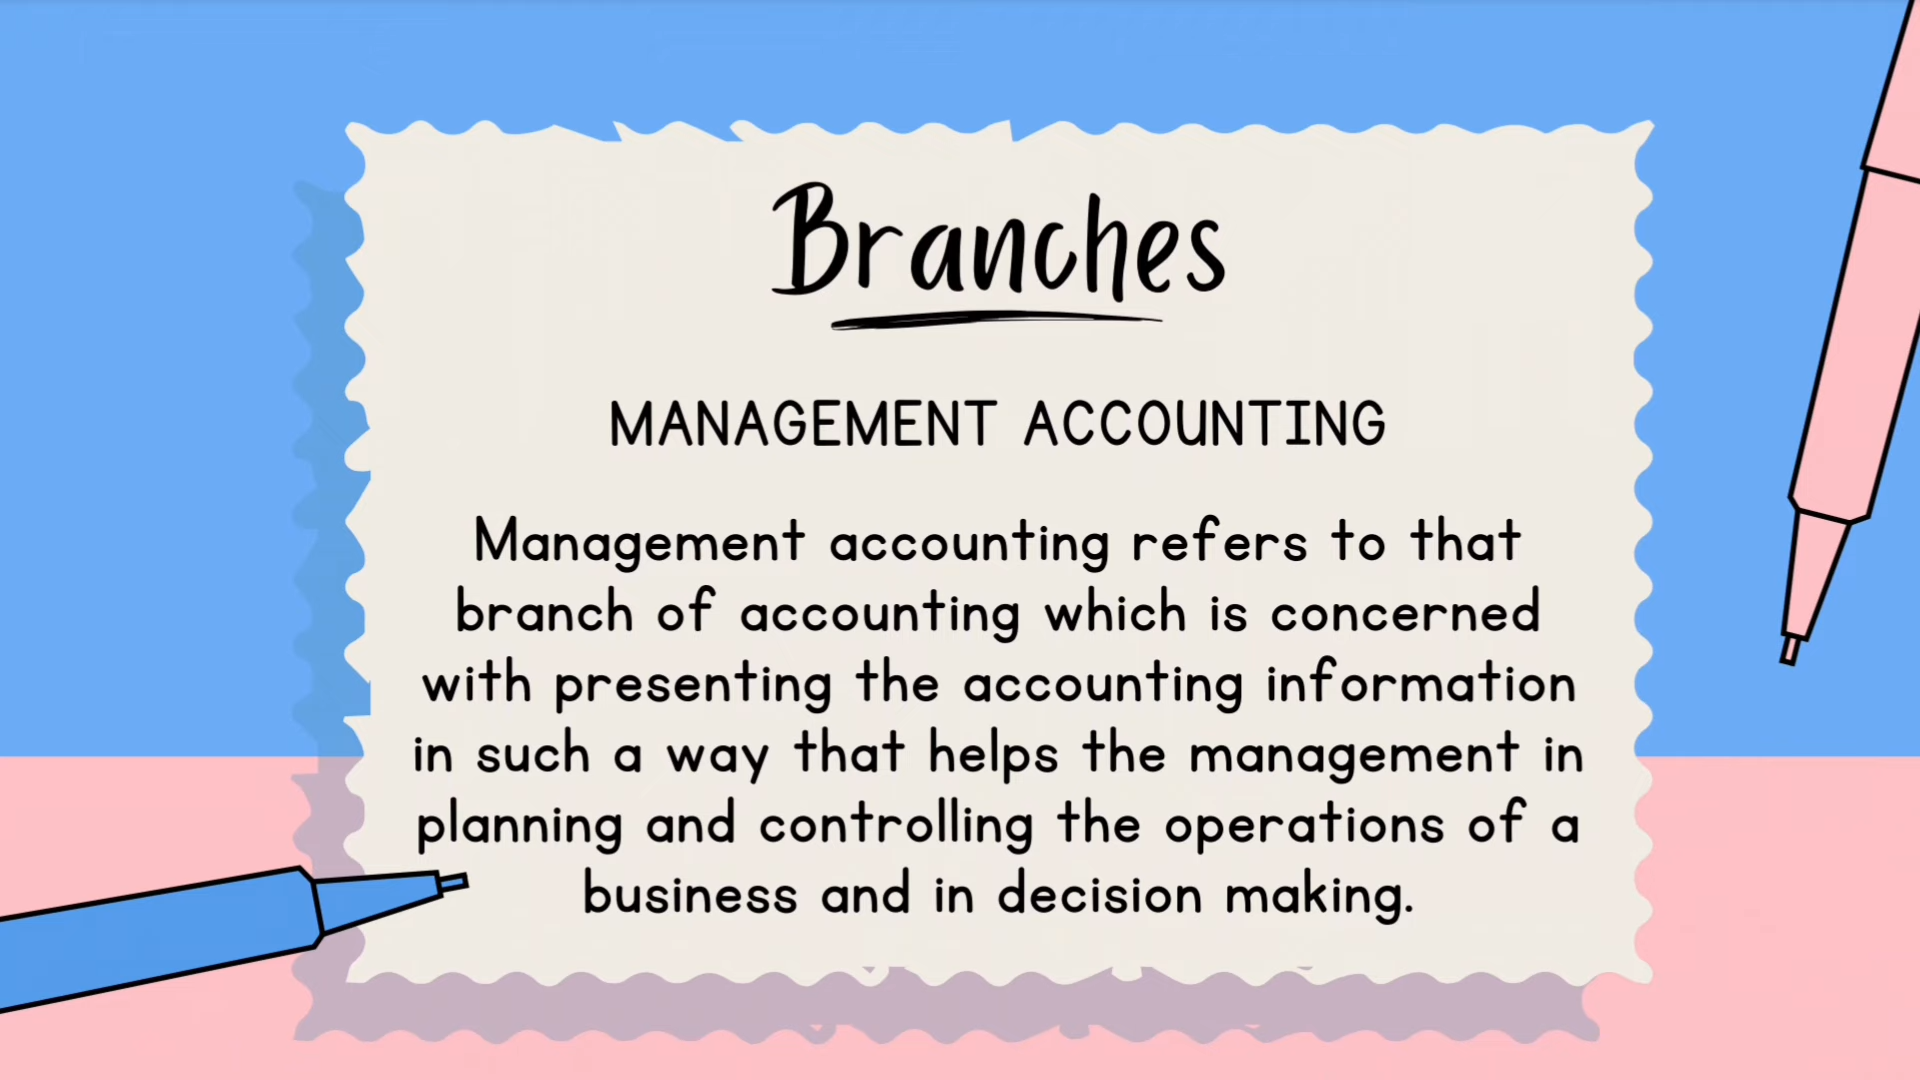 Branches
MANAGEMENT ACCOUNTING
Management accounting refers to that
branch of accounting which is concerned
with presenting the accounting information
in such a way that helps the management in
planning and controlling the operations of a
business and in decision making.